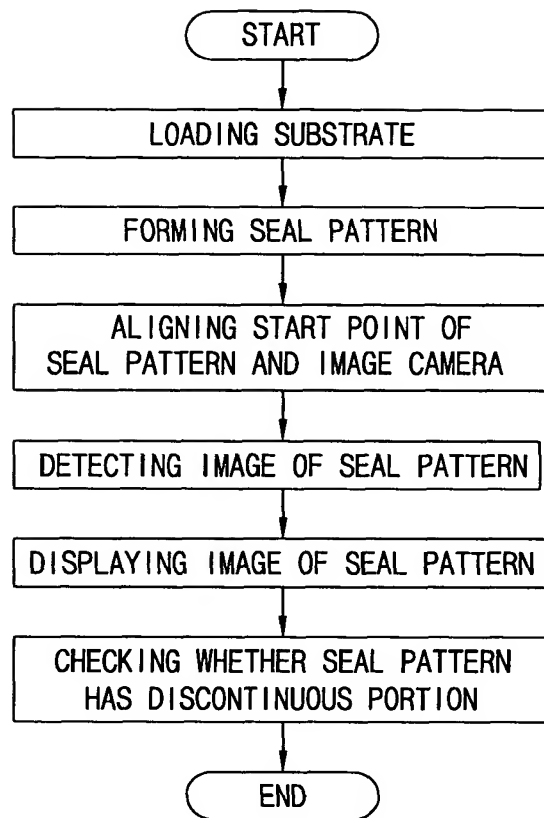 START
LOADING SUBSTRATE
FORMING SEAL PATTERN
ALIGNING START POINT OF
SEAL PATTERN AND IMAGE CAMERA
DETECTING IMAGE OF SEAL PATTERN
DISPLAYING IMAGE OF SEAL PATTERN
CHECKING WHETHER SEAL PATTERN
HAS DISCONTINUOUS PORTION
END